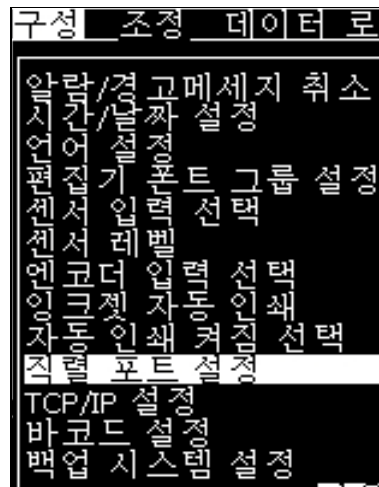 구성 조정 데이터 로
알람/경고메세지 취소
시간/날짜 설정
언어 설정
편집기 폰트 그룹 설정
센서 입력 선택
센서 레벨
엔코더 입력 선택
잉크젯 자동 인쇄
자동 인쇄 켜짐 선택
직렬 포트 설정
TCP/IP 설정
바코드 설정
백업 시스템 설정